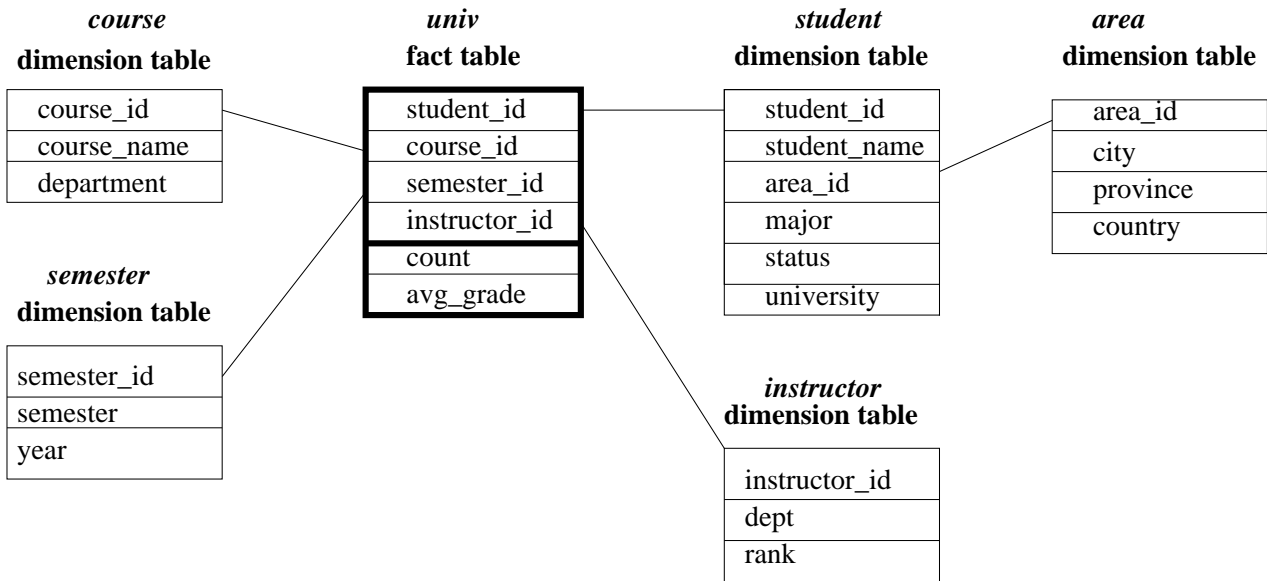 course
dimension table
course_id
course_name
department
univ
fact table
student_id
course_id
semester_id
instructor_id
count
avg_grade
student
dimension table
student_id
student_name
area_id
major
status
university
area
dimension table
area_id
city
province
country
semester
dimension table
semester_id
semester
year
instructor
dimension table
instructor_id
dept
rank